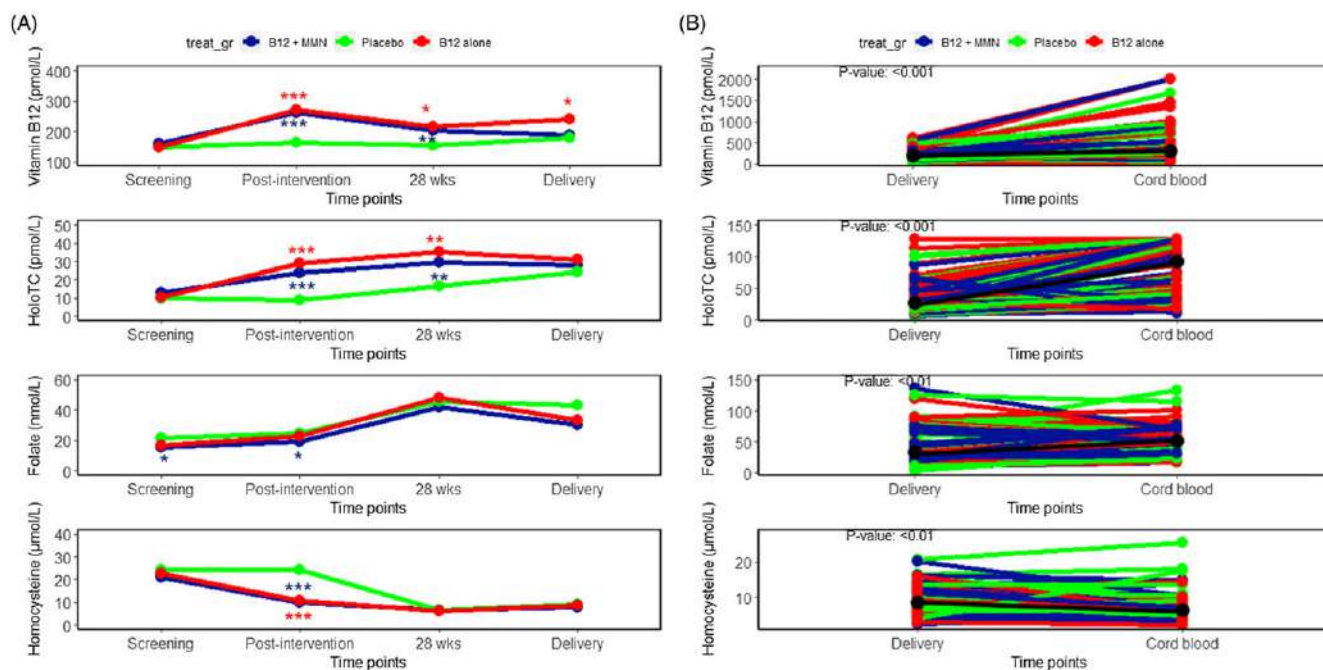 (A)
treat_gr B12 + MMN Placebo B12 alone
Vitamin B12 (pmol/L)
400
300
200
100
***
***
*
**
*
Screening Post-intervention 28 wks Delivery
Time points
HoloTC (pmol/L)
50
40
30
20
10
0
***
***
**
**
Screening Post-intervention 28 wks Delivery
Time points
Folate (nmol/L)
60
40
20
0
*
*
Screening Post-intervention 28 wks Delivery
Time points
Homocysteine (μmol/L)
40
30
20
10
0
***
***
Screening Post-intervention 28 wks Delivery
Time points
(B)
treat_gr B12 + MMN Placebo B12 alone
P-value: <0.001
Vitamin B12 (pmol/L)
2000
1500
1000
500
0
Delivery Cord blood
Time points
P-value: <0.001
HoloTC (pmol/L)
150
100
50
0
Delivery Cord blood
Time points
P-value: <0.01
Folate (nmol/L)
150
100
50
0
Delivery Cord blood
Time points
P-value: <0.01
Homocysteine (μmol/L)
20
10
Delivery Cord blood
Time points